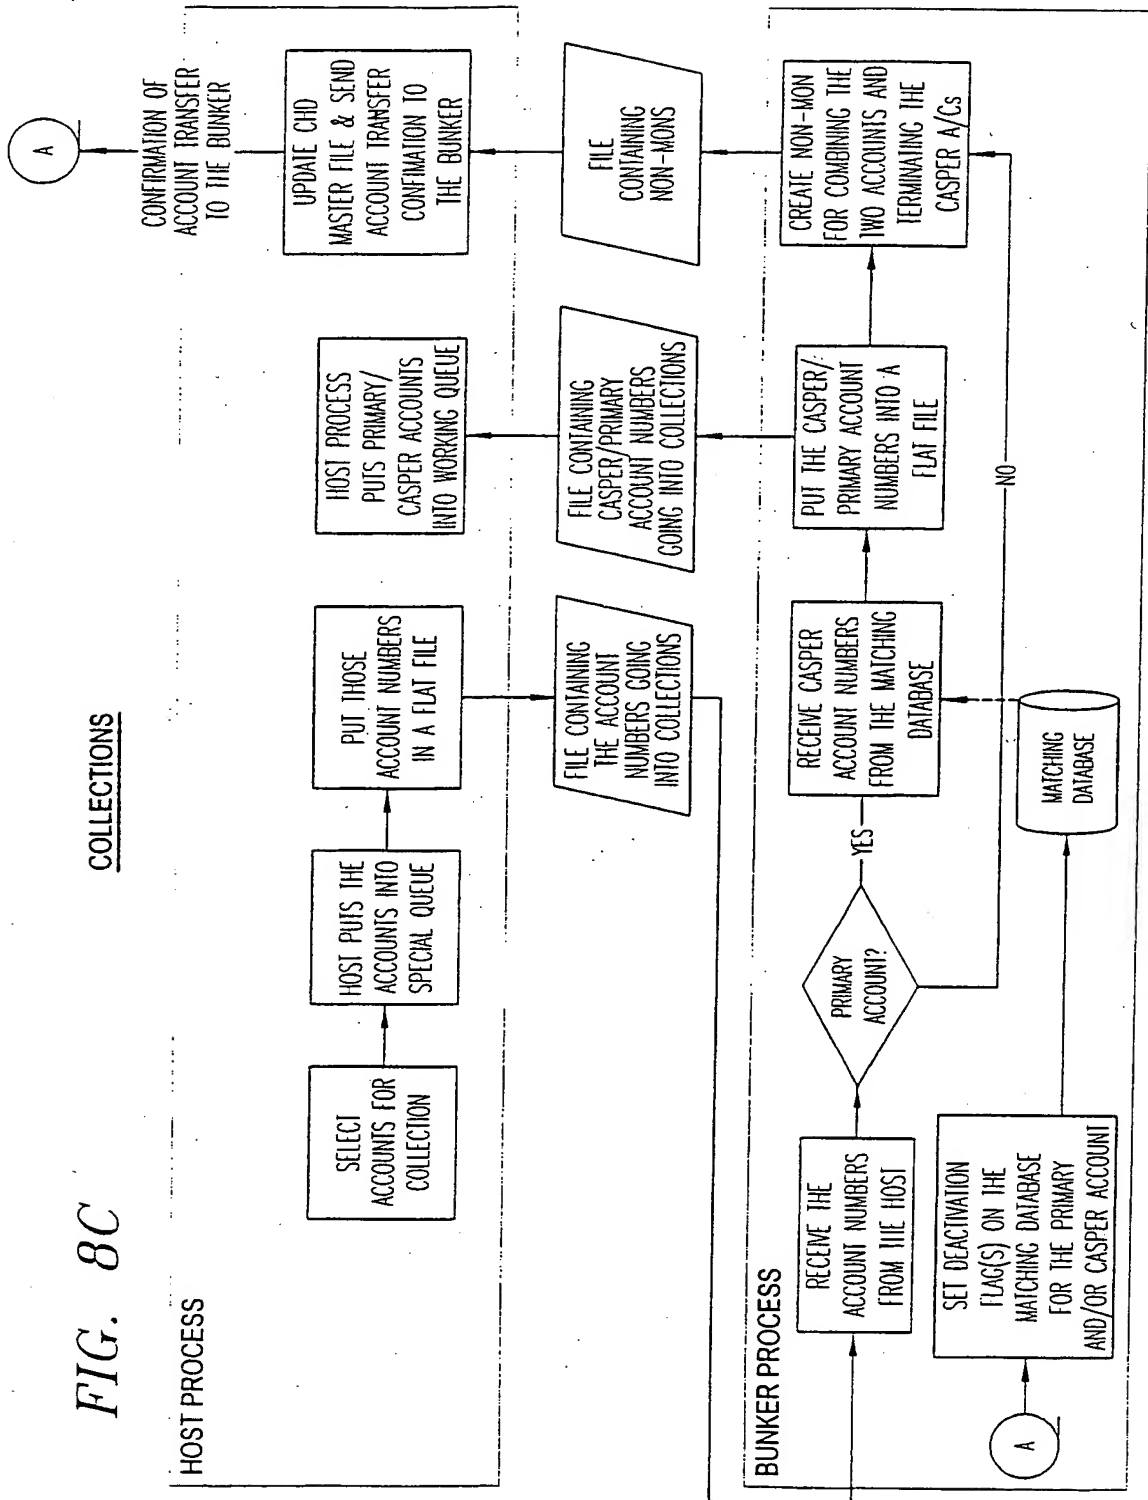 FIG. 8C
COLLECTIONS
HOST PROCESS
SELECT
ACCOUNTS FOR
COLLECTION
HOST PUTS THE
ACCOUNTS INTO
SPECIAL QUEUE
PUT THOSE
ACCOUNT NUMBERS
IN A FLAT FILE
HOST PROCESS
PUTS PRIMARY/
CASPER ACCOUNTS
INTO WORKING QUEUE
UPDATE CHD
MASTER FILE & SEND
ACCOUNT TRANSFER
CONFIMATION TO
THE BUNKER
CONFIRMATION OF
ACCOUNT TRANSFER
TO THE BUNKER
A
FILE CONTAINING
THE ACCOUNT
NUMBERS GOING
INTO COLLECTIONS
FILE CONTAINING
CASPER/PRIMARY
ACCOUNT NUMBERS
GOING INTO COLLECTIONS
FILE
CONTAINING
NON-MONS
BUNKER PROCESS
RECEIVE THE
ACCOUNT NUMBERS
FROM THE HOST
PRIMARY
ACCOUNT?
YES
NO
RECEIVE CASPER
ACCOUNT NUMBERS
FROM THE MATCHING
DATABASE
PUT THE CASPER/
PRIMARY ACCOUNT
NUMBERS INTO A
FLAT FILE
CREATE NON-MON
FOR COMBINING THE
TWO ACCOUNTS AND
TERMINATING THE
CASPER A/Cs
A
SET DEACTIVATION
FLAG(S) ON THE
MATCHING DATABASE
FOR THE PRIMARY
AND/OR CASPER ACCOUNT
MATCHING
DATABASE